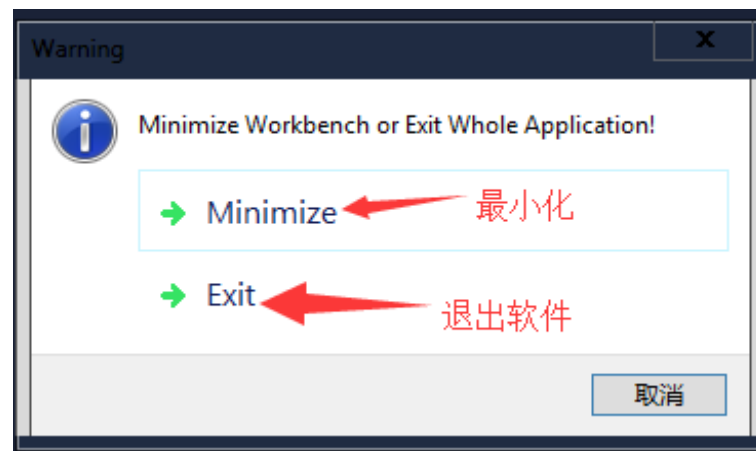 Warning
x
Minimize Workbench or Exit Whole Application!
Minimize
最小化
Exit
退出软件
取消